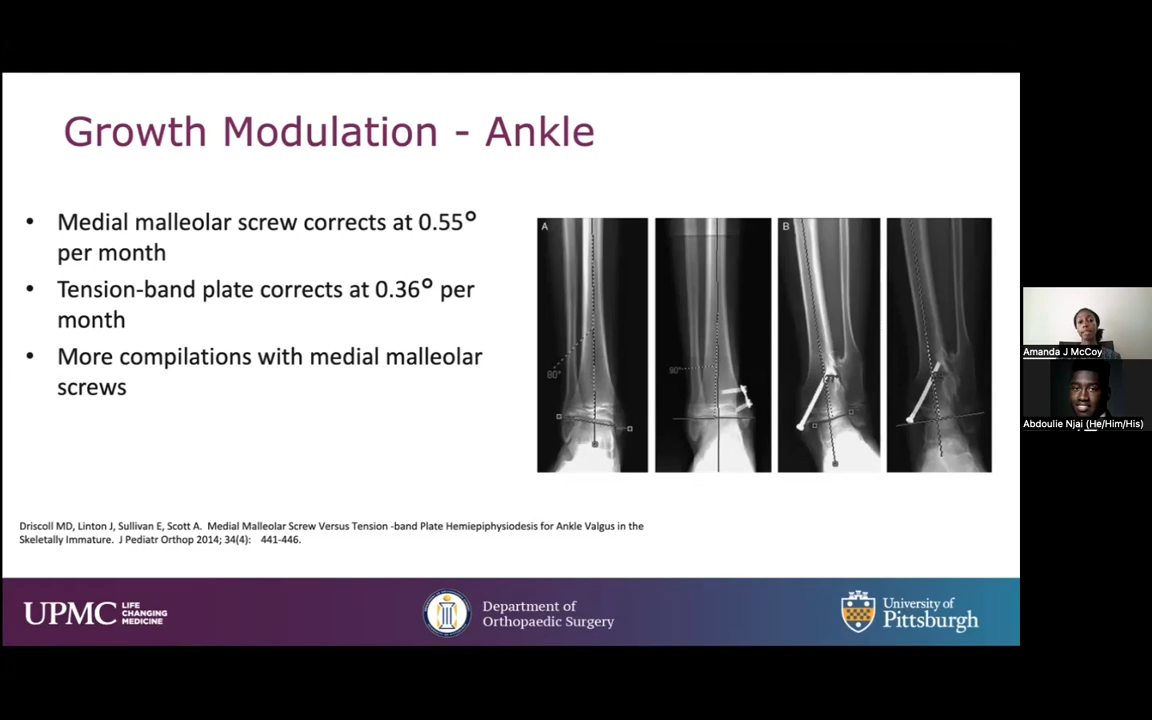 Growth Modulation - Ankle
• Medial malleolar screw corrects at 0.55°
per month
• Tension-band plate corrects at 0.36° per
month
• More compilations with medial malleolar
screws
A
80°
90°
B
Driscoll MD, Linton J, Sullivan E, Scott A. Medial Malleolar Screw Versus Tension -band Plate Hemiepiphysiodesis for Ankle Valgus in the
Skeletally Immature. J Pediatr Orthop 2014; 34(4): 441-446.
UPMC
LIFE
CHANGING
MEDICINE
Department of
Orthopaedic Surgery
University of
Pittsburgh
Amanda J McCoy
Abdoulie Njai (He/Him/His)